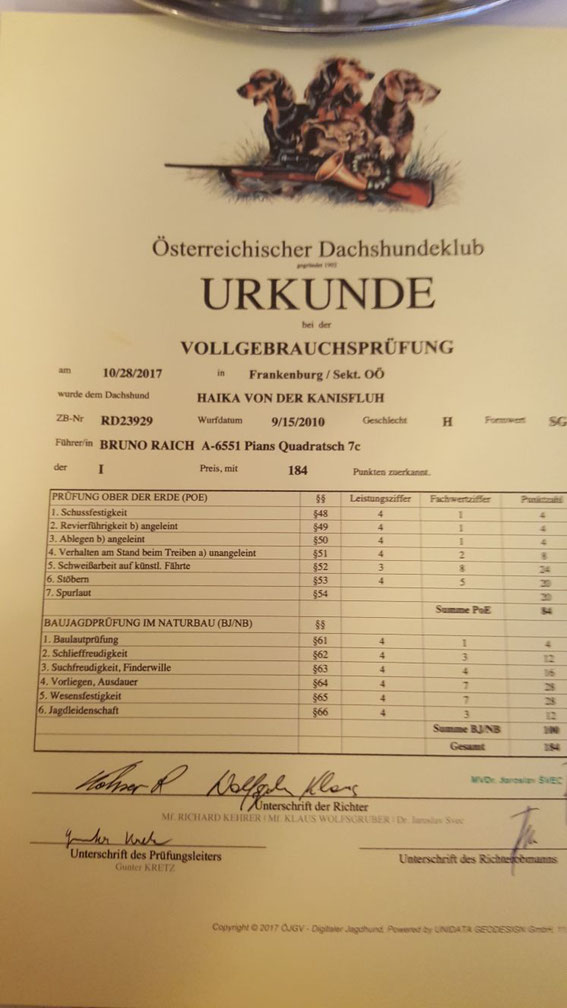 Österreichischer Dachshundeklub
gegründet 1902
URKUNDE
bei der
VOLLGEBRAUCHSPRÜFUNG
am 10/28/2017 in Frankenburg / Sekt. OÖ
wurde dem Dachshund HAIKA VON DER KANISFLUH
ZB-Nr RD23929 Wurfdatum 9/15/2010 Geschlecht H Formwert SG
Führer/in BRUNO RAICH A-6551 Pians Quadratsch 7c
der I Preis, mit 184 Punkten zuerkannt.
PRÜFUNG OBER DER ERDE (POE) §§ Leistungsziffer Fachwertziffer Punktzahl
1. Schussfestigkeit §48 4 1 4
2. Revierführigkeit b) angeleint §49 4 1 4
3. Ablegen b) angeleint §50 4 1 4
4. Verhalten am Stand beim Treiben a) unangeleint §51 4 2 8
5. Schweißarbeit auf künstl. Fährte §52 3 8 24
6. Stöbern §53 4 5 20
7. Spurlaut §54 20
Summe PoE 84
BAUJAGDPRÜFUNG IM NATURBAU (BJ/NB) §§
1. Baulautprüfung §61 4 1 4
2. Schlieffreudigkeit §62 4 3 12
3. Suchfreudigkeit, Finderwille §63 4 4 16
4. Vorliegen, Ausdauer §64 4 7 28
5. Wesensfestigkeit §65 4 7 28
6. Jagdleidenschaft §66 4 3 12
Summe BJ/NB 100
Gesamt 184
MVDr. Jaroslav ŠVEC
Unterschrift der Richter
Mf. RICHARD KEHRER / Mf. KLAUS WOLFSGRUBER / Dr. Jaroslav Svec
Unterschrift des Prüfungsleiters
Gunter KRETZ
Unterschrift des Richterobmanns
Copyright © 2017 ÖJGV - Digitaler Jagdhund. Powered by UNIDATA GEODESIGN GmbH,